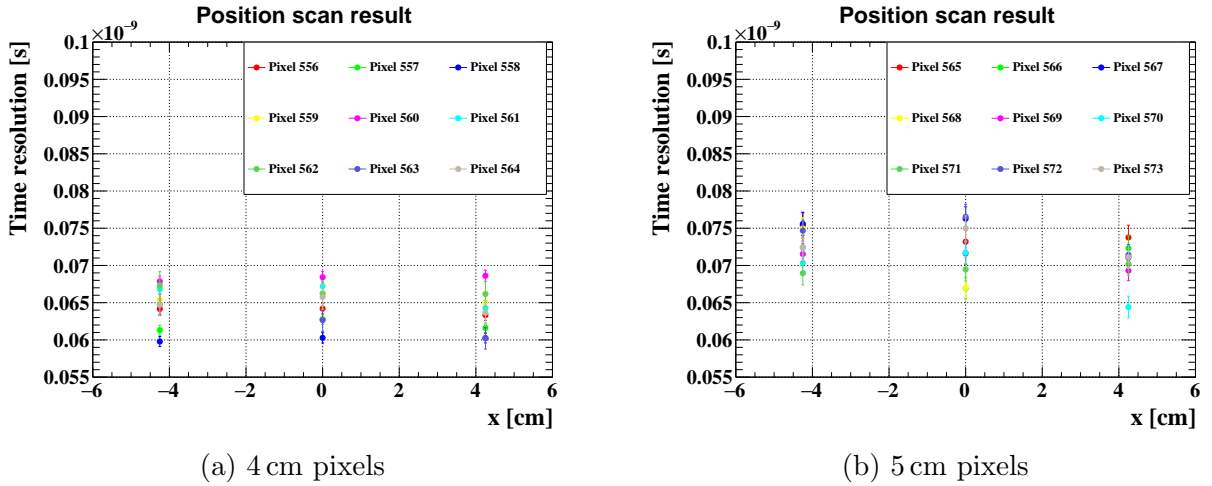 Position scan result
×10⁻⁹
Time resolution [s]
0.1
0.095
0.09
0.085
0.08
0.075
0.07
0.065
0.06
0.055
Pixel 556 Pixel 557 Pixel 558
Pixel 559 Pixel 560 Pixel 561
Pixel 562 Pixel 563 Pixel 564
−6 −4 −2 0 2 4 6
x [cm]
(a) 4 cm pixels
Position scan result
×10⁻⁹
Time resolution [s]
0.1
0.095
0.09
0.085
0.08
0.075
0.07
0.065
0.06
0.055
Pixel 565 Pixel 566 Pixel 567
Pixel 568 Pixel 569 Pixel 570
Pixel 571 Pixel 572 Pixel 573
−6 −4 −2 0 2 4 6
x [cm]
(b) 5 cm pixels